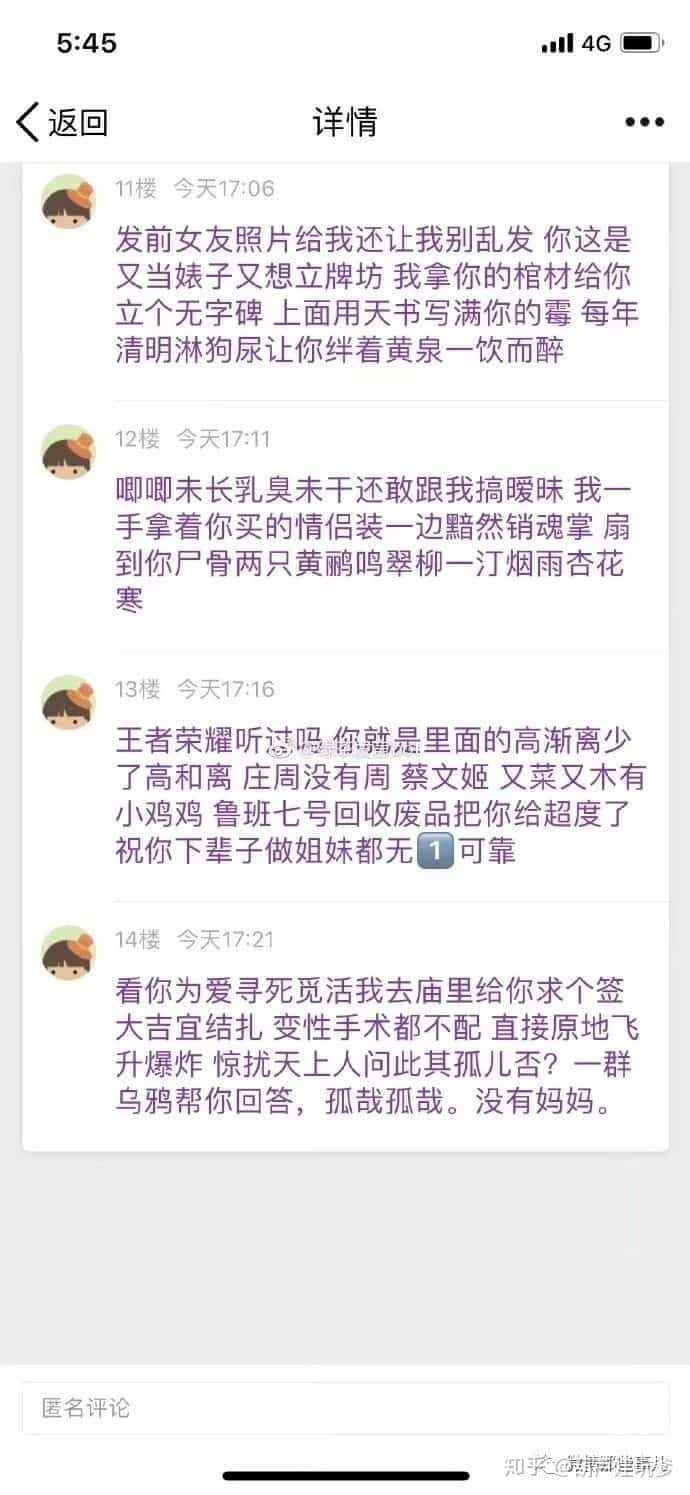 5:45
4G
返回
详情
11楼 今天17:06
发前女友照片给我还让我别乱发 你这是
又当婊子又想立牌坊 我拿你的棺材给你
立个无字碑 上面用天书写满你的霉 每年
清明淋狗尿让你绊着黄泉一饮而醉
12楼 今天17:11
唧唧未长乳臭未干还敢跟我搞暧昧 我一
手拿着你买的情侣装一边黯然销魂掌 扇
到你尸骨两只黄鹂鸣翠柳一汀烟雨杏花
寒
13楼 今天17:16
王者荣耀听过吗 你就是里面的高渐离少
了高和离 庄周没有周 蔡文姬 又菜又木有
小鸡鸡 鲁班七号回收废品把你给超度了
祝你下辈子做姐妹都无1️⃣可靠
14楼 今天17:21
看你为爱寻死觅活我去庙里给你求个签
大吉宜结扎 变性手术都不配 直接原地飞
升爆炸 惊扰天上人问此其孤儿否？一群
乌鸦帮你回答，孤哉孤哉。没有妈妈。
匿名评论
知乎